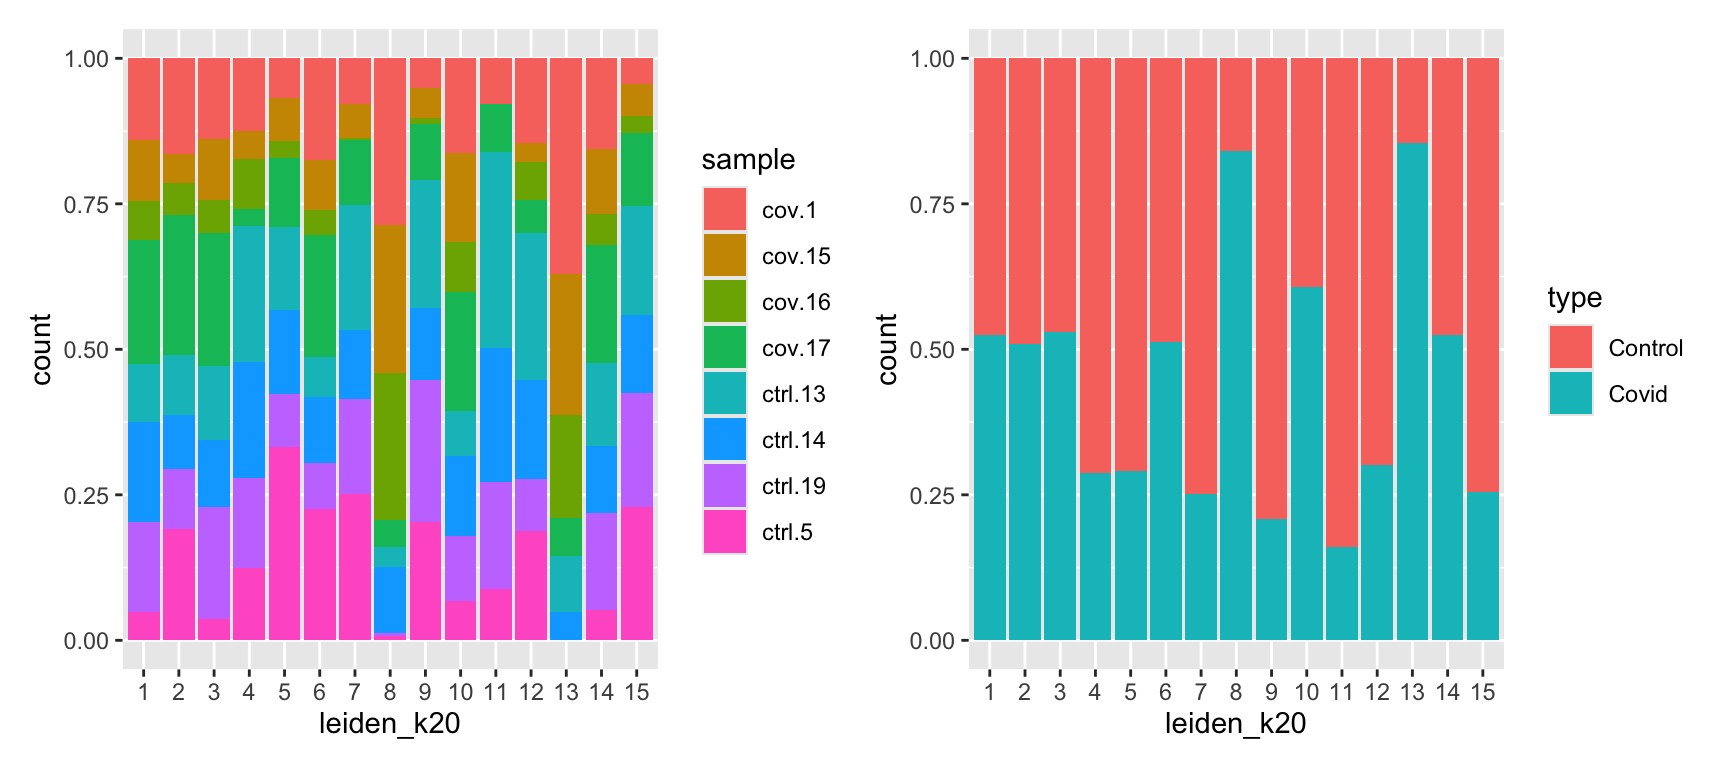 1.00
0.75
0.50
0.25
0.00
count
1 2 3 4 5 6 7 8 9 10 11 12 13 14 15
leiden_k20
sample
cov.1
cov.15
cov.16
cov.17
ctrl.13
ctrl.14
ctrl.19
ctrl.5
1.00
0.75
0.50
0.25
0.00
count
1 2 3 4 5 6 7 8 9 10 11 12 13 14 15
leiden_k20
type
Control
Covid